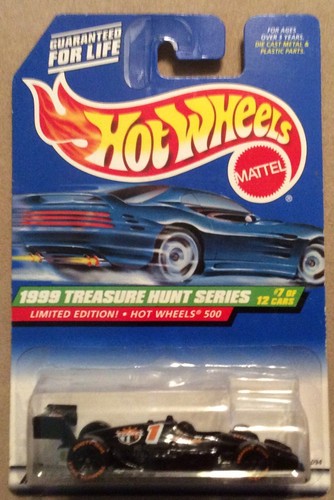 GUARANTEED
FOR LIFE
FOR AGES
OVER 3 YEARS.
DIE CAST METAL &
PLASTIC PARTS.
HOT WHEELS
MATTEL
®
1999 TREASURE HUNT SERIES
#7 OF
12 CARS
LIMITED EDITION! • HOT WHEELS® 500
1